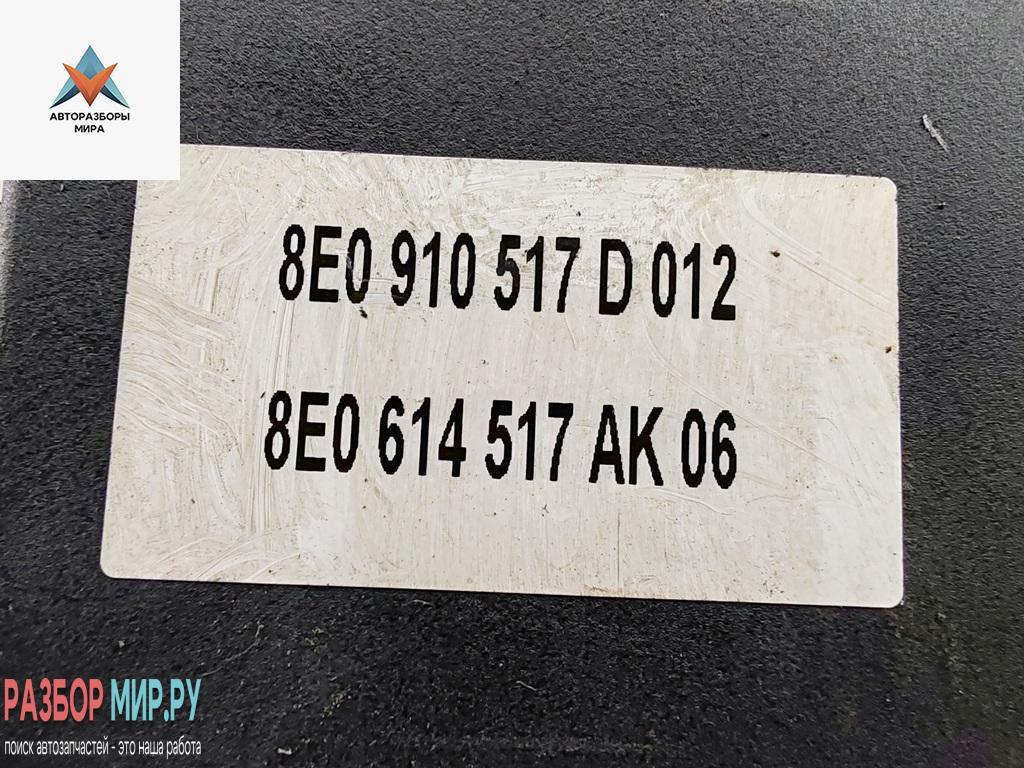 АВТОРАЗБОРЫ
МИРА
8E0 910 517 D 012
8E0 614 517 AK 06
РАЗБОР МИР.РУ
поиск автозапчастей - это наша работа